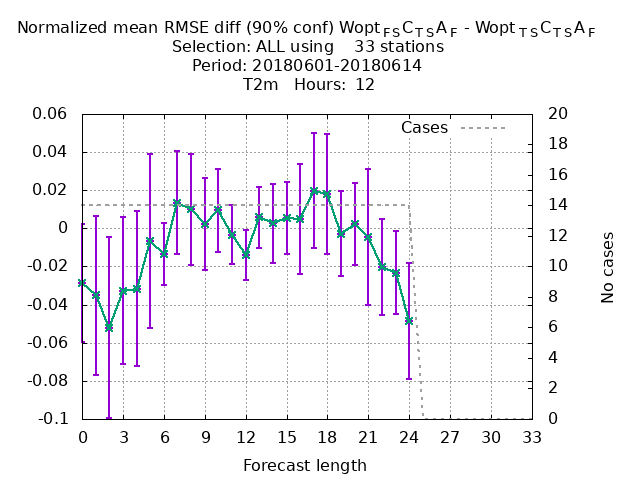 Normalized mean RMSE diff (90% conf) Wopt FS C TS A F - Wopt TS C TS A F
Selection: ALL using 33 stations
Period: 20180601-20180614
T2m Hours: 12
Cases
0.06
0.04
0.02
0
-0.02
-0.04
-0.06
-0.08
-0.1
20
18
16
14
12
10
8
6
4
2
0
No cases
0 3 6 9 12 15 18 21 24 27 30 33
Forecast length